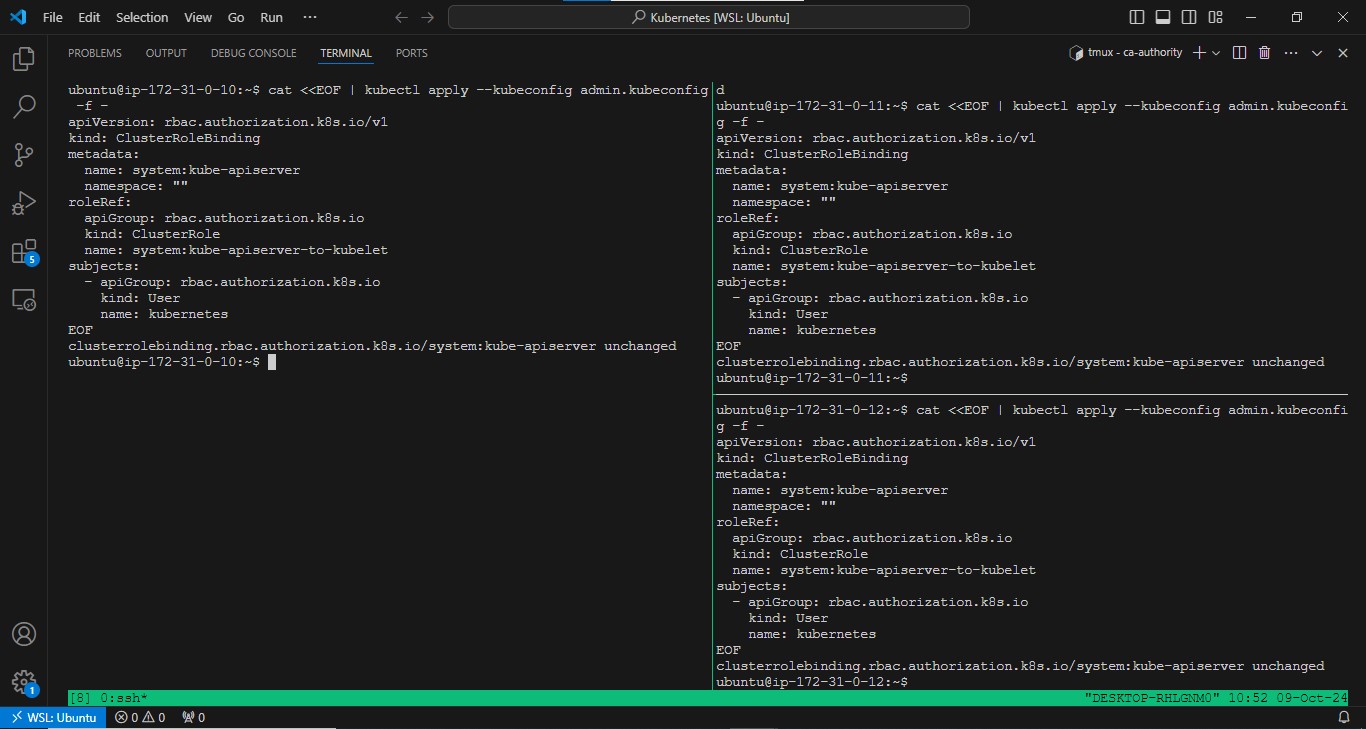 File Edit Selection View Go Run ···
Kubernetes [WSL: Ubuntu]
PROBLEMS OUTPUT DEBUG CONSOLE TERMINAL PORTS
tmux - ca-authority
5
1
ubuntu@ip-172-31-0-10:~$ cat <<EOF | kubectl apply --kubeconfig admin.kubeconfig
 -f -
apiVersion: rbac.authorization.k8s.io/v1
kind: ClusterRoleBinding
metadata:
  name: system:kube-apiserver
  namespace: ""
roleRef:
  apiGroup: rbac.authorization.k8s.io
  kind: ClusterRole
  name: system:kube-apiserver-to-kubelet
subjects:
  - apiGroup: rbac.authorization.k8s.io
    kind: User
    name: kubernetes
EOF
clusterrolebinding.rbac.authorization.k8s.io/system:kube-apiserver unchanged
ubuntu@ip-172-31-0-10:~$
d
ubuntu@ip-172-31-0-11:~$ cat <<EOF | kubectl apply --kubeconfig admin.kubeconfi
g -f -
apiVersion: rbac.authorization.k8s.io/v1
kind: ClusterRoleBinding
metadata:
  name: system:kube-apiserver
  namespace: ""
roleRef:
  apiGroup: rbac.authorization.k8s.io
  kind: ClusterRole
  name: system:kube-apiserver-to-kubelet
subjects:
  - apiGroup: rbac.authorization.k8s.io
    kind: User
    name: kubernetes
EOF
clusterrolebinding.rbac.authorization.k8s.io/system:kube-apiserver unchanged
ubuntu@ip-172-31-0-11:~$
ubuntu@ip-172-31-0-12:~$ cat <<EOF | kubectl apply --kubeconfig admin.kubeconfi
g -f -
apiVersion: rbac.authorization.k8s.io/v1
kind: ClusterRoleBinding
metadata:
  name: system:kube-apiserver
  namespace: ""
roleRef:
  apiGroup: rbac.authorization.k8s.io
  kind: ClusterRole
  name: system:kube-apiserver-to-kubelet
subjects:
  - apiGroup: rbac.authorization.k8s.io
    kind: User
    name: kubernetes
EOF
clusterrolebinding.rbac.authorization.k8s.io/system:kube-apiserver unchanged
ubuntu@ip-172-31-0-12:~$
[8] 0:ssh* "DESKTOP-RHLGNM0" 10:52 09-Oct-24
WSL: Ubuntu 0 0 0